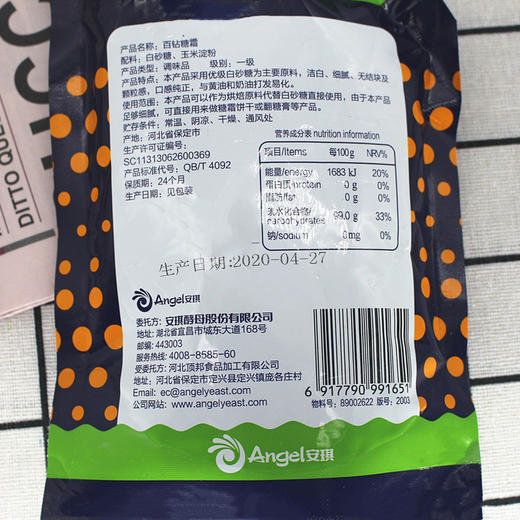 产品名称：百钻糖霜
配料：白砂糖、玉米淀粉
产品类型：调味品 级别：一级
产品特点：本产品采用优级白砂糖为主要原料，洁白、细腻、无结块及
颗粒感，口感纯正，与黄油和奶油打发易化。
使用范围：本产品可以作为烘焙原料代替白砂糖直接使用，由于本产品
足够细腻，可直接用来做糖霜饼干或翻糖膏等产品。
贮存条件：常温、阴凉、干燥、通风处
产地：河北省保定市
生产许可证编号：
SC11313062600369
产品标准代号：QB/T 4092
保质期：24个月
生产日期：见包装
营养成分表 nutrition information
项目/Items 每100g NRV%
能量/energy 1683 kJ 20%
蛋白质/protein 0 g 0%
脂肪/fat 0 g 0%
碳水化合物/carbohydrates 99.0 g 33%
钠/sodium 0mg 0%
生产日期:2020-04-27
Angel安琪
委托方：安琪酵母股份有限公司
地址：湖北省宜昌市城东大道168号
邮编：443003
服务热线：4008-8585-60
受委托方：河北顶邦食品加工有限公司
地址：河北省保定市定兴县定兴镇庞各庄村
Email：ec@angelyeast.com
公司网站：www.angelyeast.com
6 917790 991651
物料号：89002622 版号：2003
Angel安琪
DITTO QUE